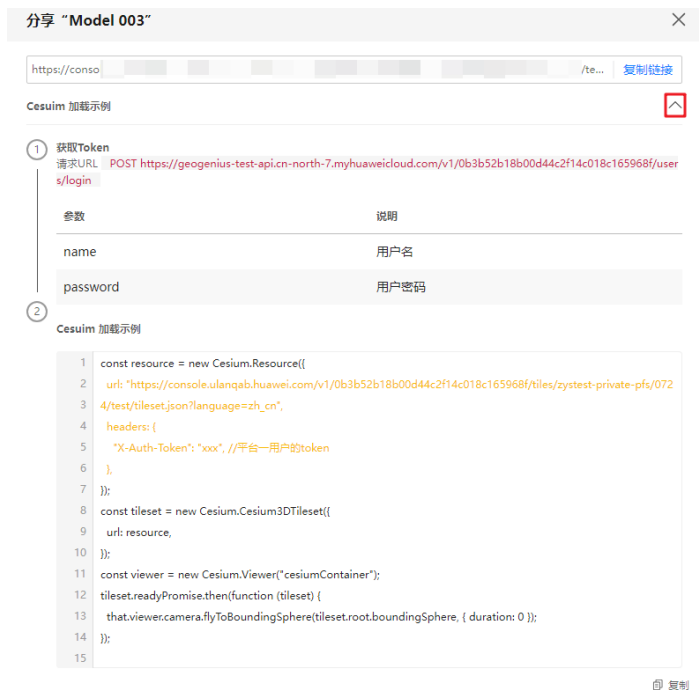 分享“Model 003”
https://conso /te... 复制链接
Cesuim 加载示例
1 获取Token
请求URL POST https://geogenius-test-api.cn-north-7.myhuaweicloud.com/v1/0b3b52b18b00d44c2f14c018c165968f/user
s/login
参数 说明
name 用户名
password 用户密码
2
Cesuim 加载示例
1 const resource = new Cesium.Resource({
2 url: "https://console.ulanqab.huawei.com/v1/0b3b52b18b00d44c2f14c018c165968f/tiles/zystest-private-pfs/072
3 4/test/tileset.json?language=zh_cn",
4 headers: {
5 "X-Auth-Token": "xxx", //平台一用户的token
6 },
7 });
8 const tileset = new Cesium.Cesium3DTileset({
9 url: resource,
10 });
11 const viewer = new Cesium.Viewer("cesiumContainer");
12 tileset.readyPromise.then(function (tileset) {
13 that.viewer.camera.flyToBoundingSphere(tileset.root.boundingSphere, { duration: 0 });
14 });
15
复制